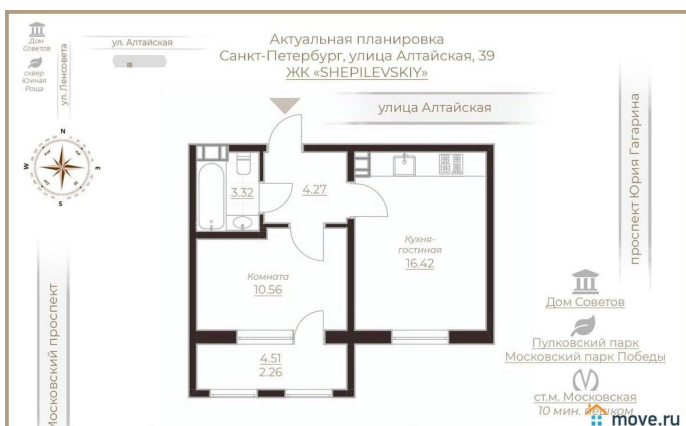 Дом
Советов
сквер
Южная
Роща
ул. Ленсовета
ул. Алтайская
Актуальная планировка
Санкт-Петербург, улица Алтайская, 39
ЖК «SHEPILEVSKIY»
улица Алтайская
проспект Юрия Гагарина
N
W
E
S
Московский проспект
3.32
4.27
Кухня-
гостиная
16.42
Комната
10.56
4.51
2.26
Дом Советов
Пулковский парк
Московский парк Победы
ст.м. Московская
10 мин. пешком
move.ru